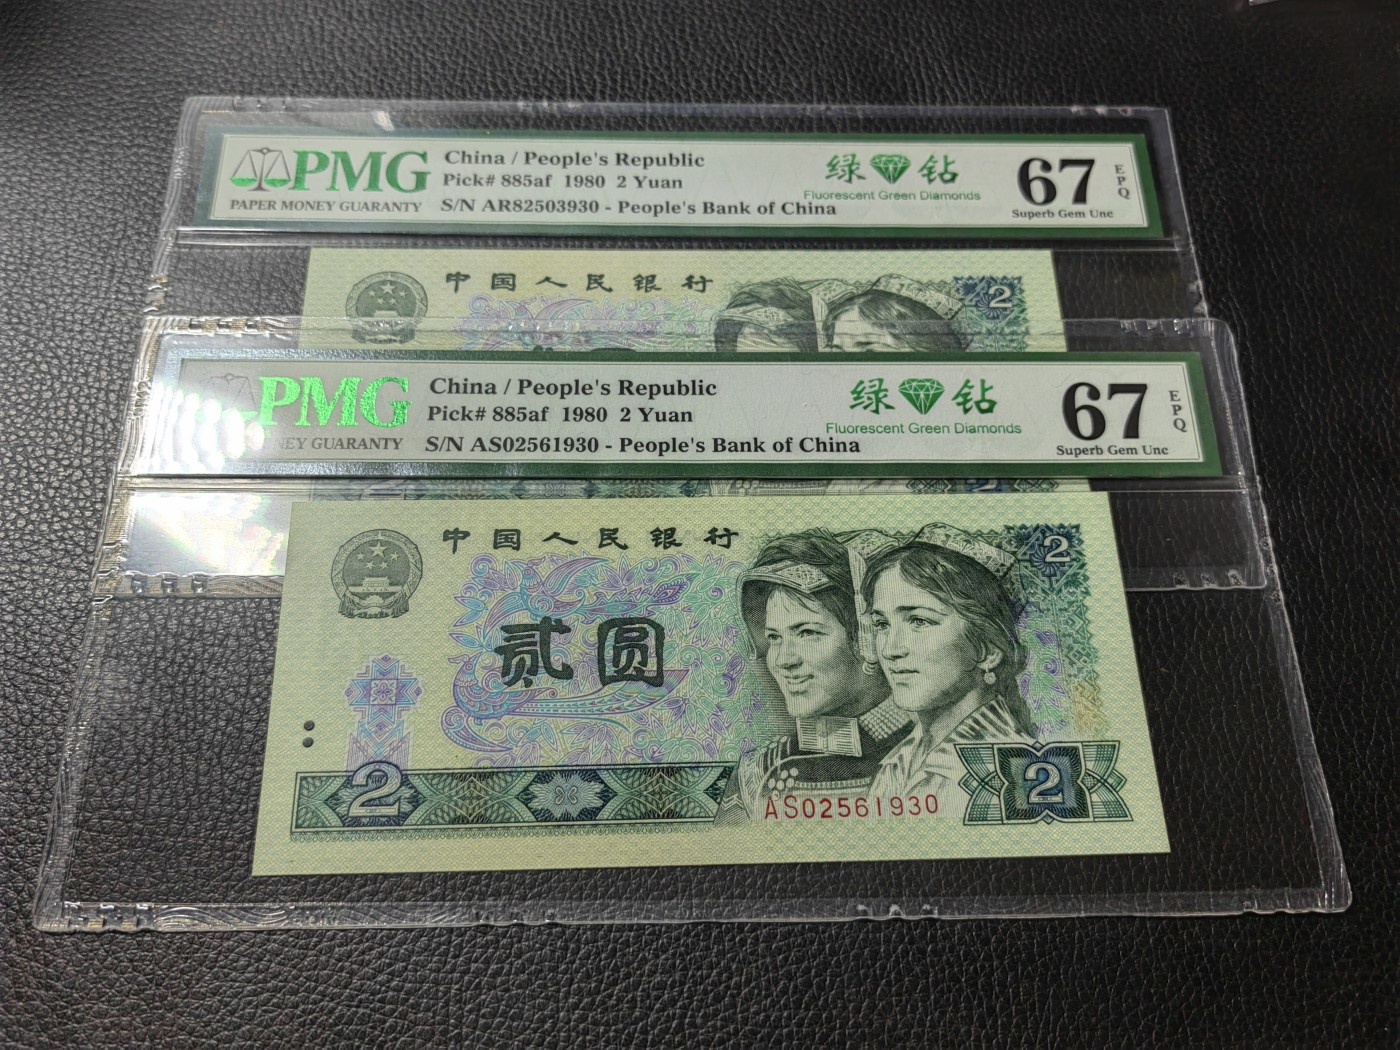 PMG
PAPER MONEY GUARANTY
China / People's Republic
Pick# 885af 1980 2 Yuan
S/N AR82503930 - People's Bank of China
绿 钻
Fluorescent Green Diamonds
67
Superb Gem Unc
EPQ
中国人民银行
2
PMG
NEY GUARANTY
China / People's Republic
Pick# 885af 1980 2 Yuan
S/N AS02561930 - People's Bank of China
绿 钻
Fluorescent Green Diamonds
67
Superb Gem Unc
EPQ
中国人民银行
2
贰圆
2
2
AS02561930